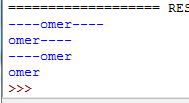 =================== RES
----omer----
omer----
----omer
omer
>>>